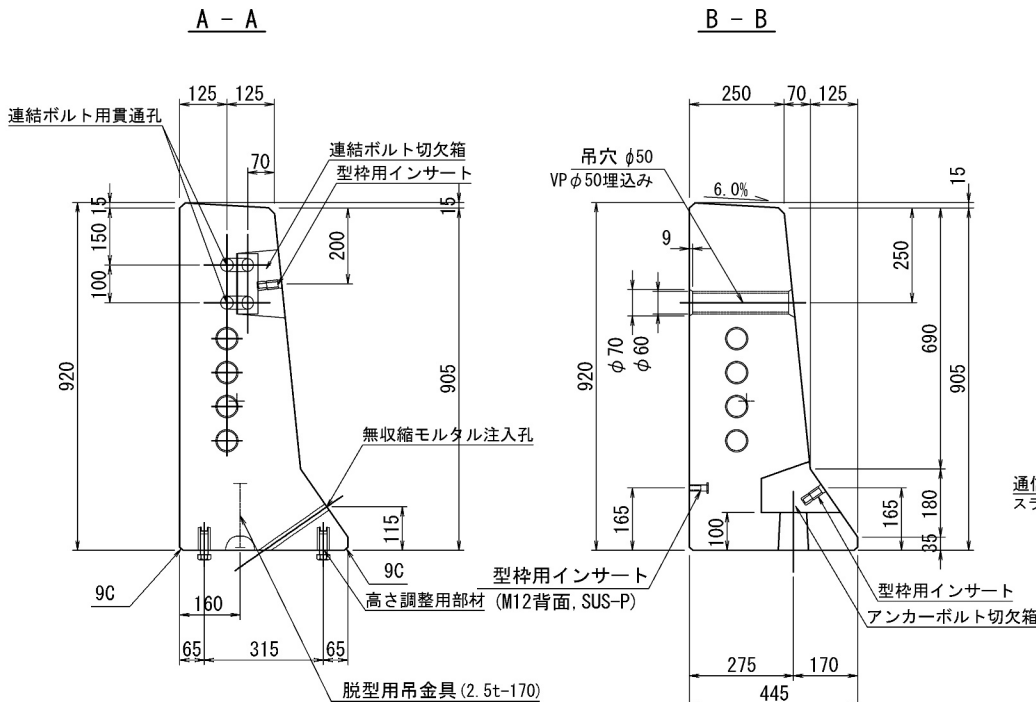 A - A
B - B
125
125
250
70
125
連結ボルト用貫通孔
70
連結ボルト切欠箱
型枠用インサート
吊穴 φ50
VPφ50埋込み
6.0%
15
15
15
150
100
200
250
9
φ70
φ60
920
905
920
690
905
無収縮モルタル注入孔
115
165
100
165
180
35
通信
スラ
9C
9C
160
高さ調整用部材
型枠用インサート
(M12背面,SUS-P)
型枠用インサート
アンカーボルト切欠箱
65
315
65
275
170
445
脱型用吊金具(2.5t-170)